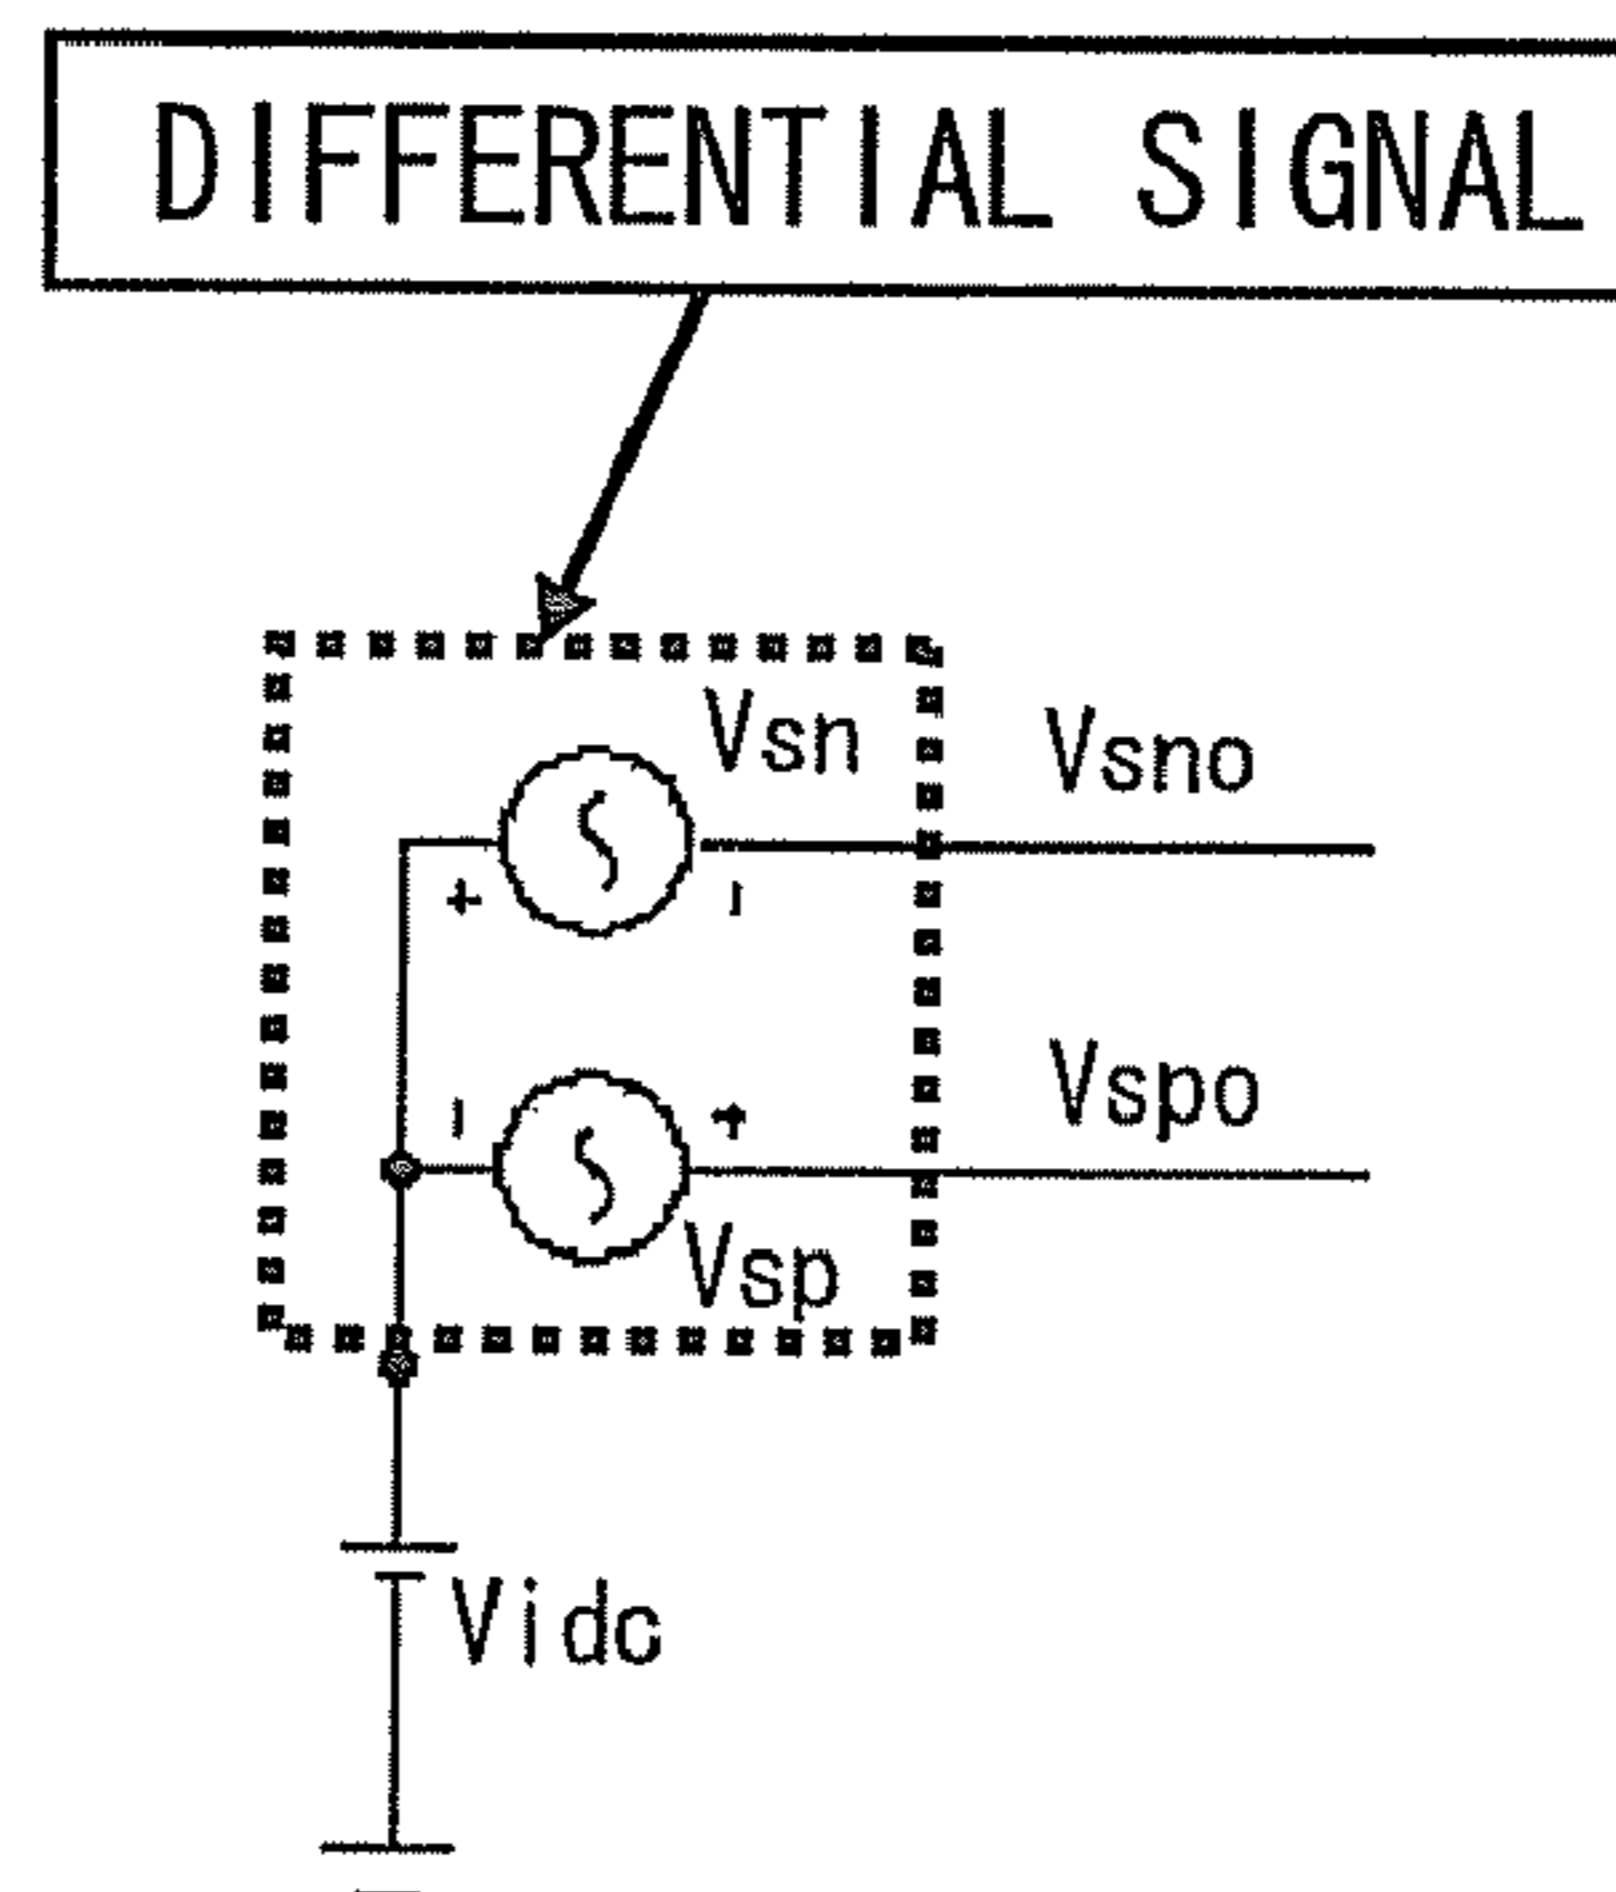 DIFFERENTIAL SIGNAL
Vsn
Vsno
+ -
Vspo
- +
Vsp
Vidc